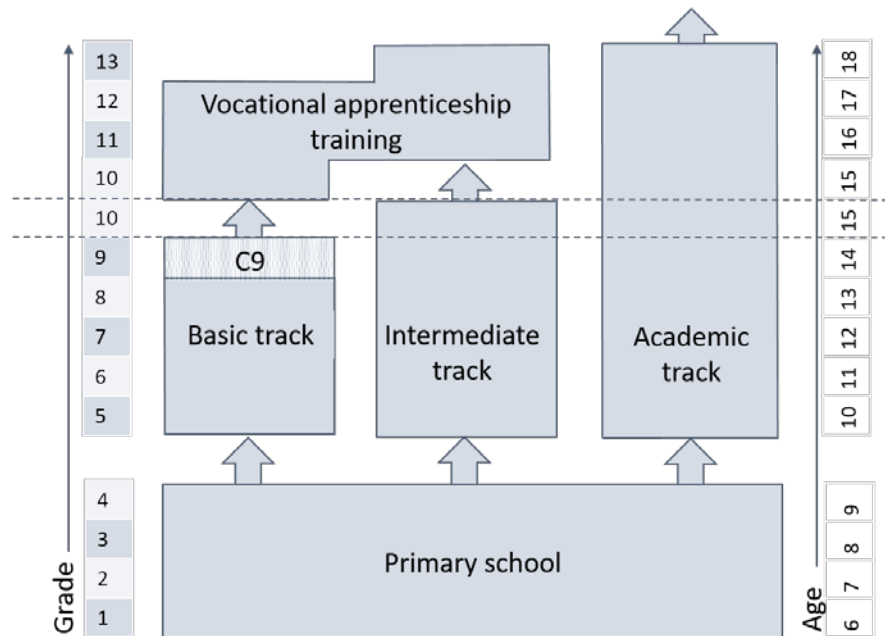 13
12
11
10
10
9
8
7
6
5
4
3
2
1
Grade
Vocational apprenticeship
training
C9
Basic track
Intermediate
track
Academic
track
Primary school
18
17
16
15
15
14
13
12
11
10
9
8
7
6
Age